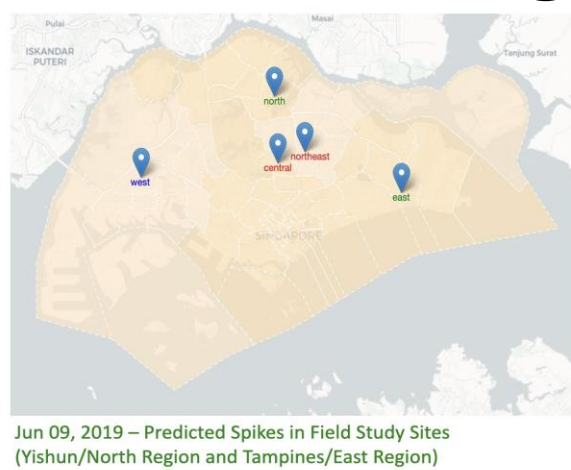 Pulai
Masai
ISKANDAR
PUTERI
Tanjung Surat
north
northeast
central
west
east
SINGAPORE
Jun 09, 2019 – Predicted Spikes in Field Study Sites
(Yishun/North Region and Tampines/East Region)